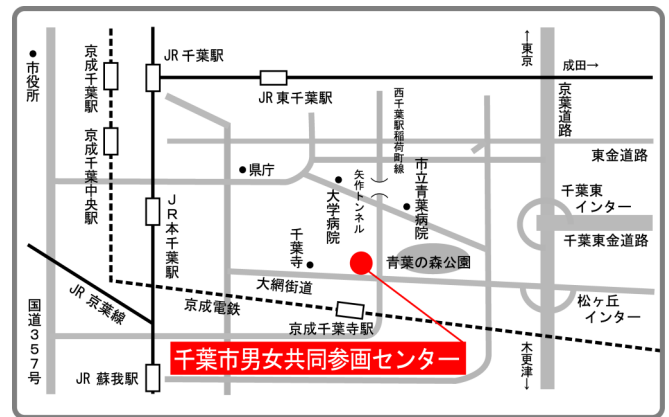 ↑東京
成田→
JR千葉駅
京成千葉駅
●市役所
JR東千葉駅
西千葉駅稲荷町線
京葉道路
東金道路
京成千葉中央駅
●県庁
大学病院
矢作トンネル
市立青葉病院
千葉東
インター
JR本千葉駅
千葉寺
青葉の森公園
千葉東金道路
大網街道
JR 京葉線
京成電鉄
松ヶ丘
インター
国道357号
京成千葉寺駅
千葉市男女共同参画センター
木更津↓
JR 蘇我駅